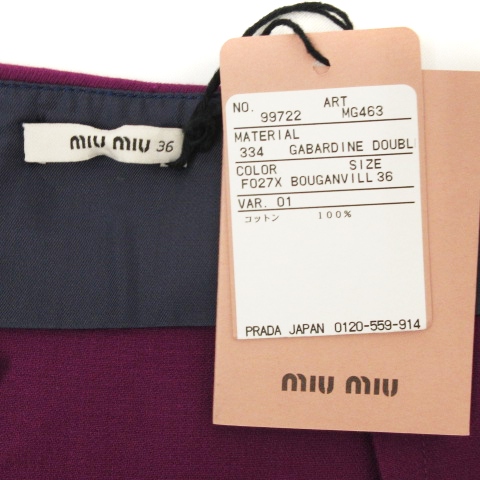 miu miu 36
NO. ART
99722 MG463
MATERIAL
334 GABARDINE DOUBL
COLOR SIZE
F027X BOUGANVILL 36
VAR. 01
コットン 100%
PRADA JAPAN 0120-559-914
miu miu